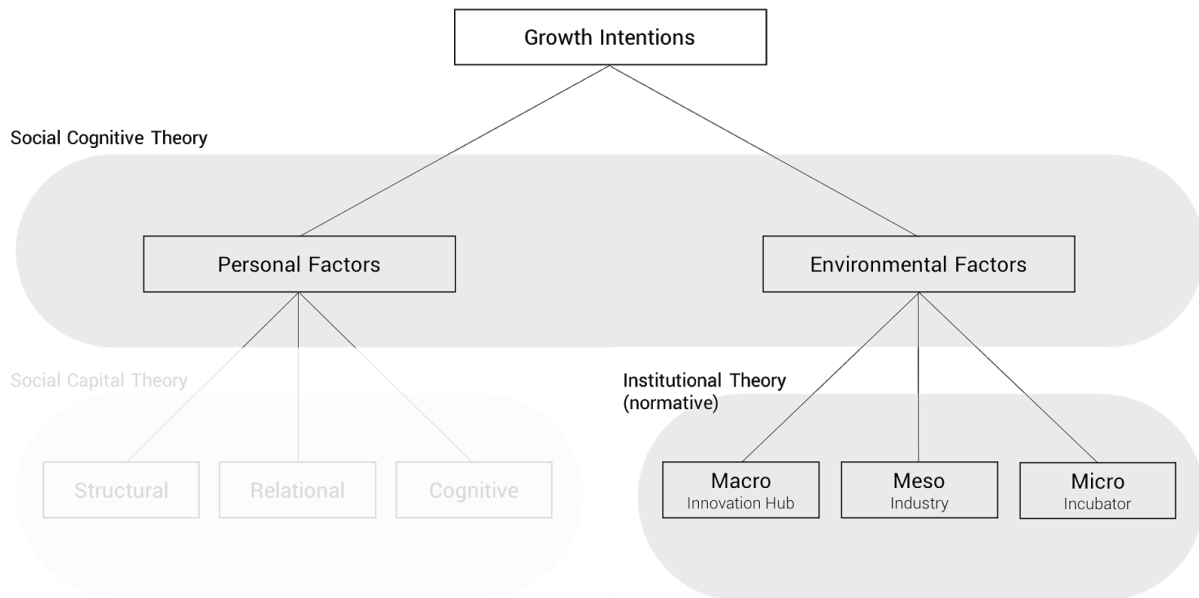 Growth Intentions
Social Cognitive Theory
Personal Factors
Environmental Factors
Social Capital Theory
Institutional Theory
(normative)
Structural
Relational
Cognitive
Macro
Innovation Hub
Meso
Industry
Micro
Incubator